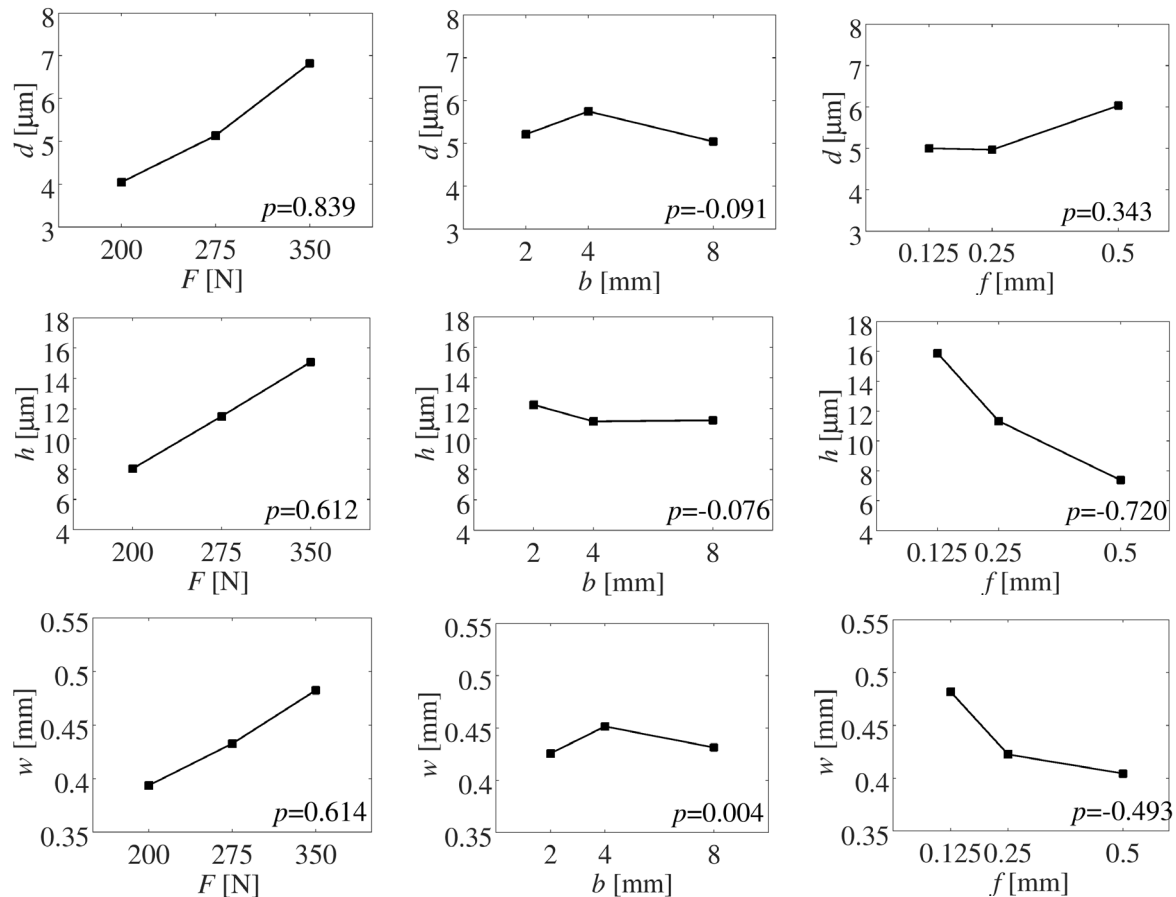 8
7
6
5
4
3
d [μm]
p=0.839
200 275 350
F [N]
8
7
6
5
4
3
d [μm]
p=-0.091
2 4 8
b [mm]
8
7
6
5
4
3
d [μm]
p=0.343
0.125 0.25 0.5
f [mm]
18
16
14
12
10
8
6
4
h [μm]
p=0.612
200 275 350
F [N]
18
16
14
12
10
8
6
4
h [μm]
p=-0.076
2 4 8
b [mm]
18
16
14
12
10
8
6
4
h [μm]
p=-0.720
0.125 0.25 0.5
f [mm]
0.55
0.5
0.45
0.4
0.35
w [mm]
p=0.614
200 275 350
F [N]
0.55
0.5
0.45
0.4
0.35
w [mm]
p=0.004
2 4 8
b [mm]
0.55
0.5
0.45
0.4
0.35
w [mm]
p=-0.493
0.125 0.25 0.5
f [mm]